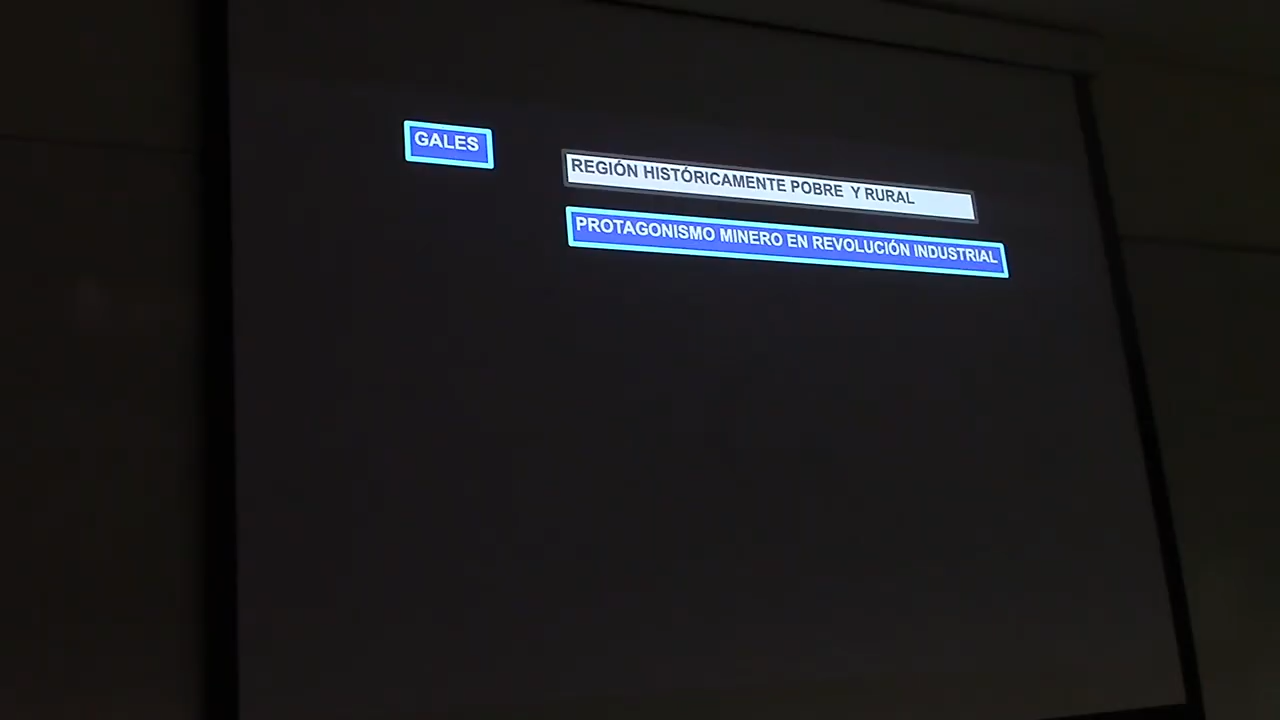 GALES
REGIÓN HISTÓRICAMENTE POBRE Y RURAL
PROTAGONISMO MINERO EN REVOLUCIÓN INDUSTRIAL